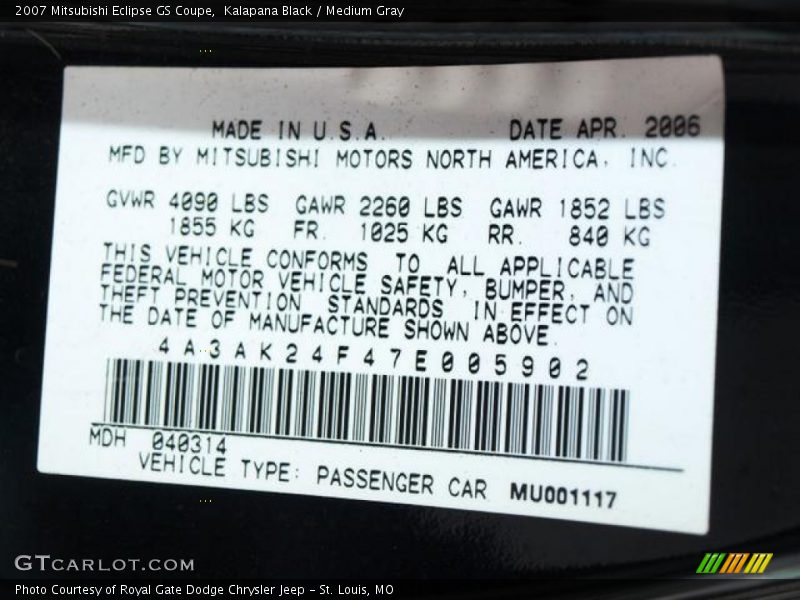 2007 Mitsubishi Eclipse GS Coupe, Kalapana Black / Medium Gray
MADE IN U.S.A. DATE APR. 2006
MFD BY MITSUBISHI MOTORS NORTH AMERICA, INC.
GVWR 4090 LBS GAWR 2260 LBS GAWR 1852 LBS
1855 KG FR. 1025 KG RR. 840 KG
THIS VEHICLE CONFORMS TO ALL APPLICABLE
FEDERAL MOTOR VEHICLE SAFETY, BUMPER, AND
THEFT PREVENTION STANDARDS IN EFFECT ON
THE DATE OF MANUFACTURE SHOWN ABOVE.
4A3AK24F47E005902
MDH 040314
VEHICLE TYPE: PASSENGER CAR MU001117
GTCARLOT.COM
Photo Courtesy of Royal Gate Dodge Chrysler Jeep - St. Louis, MO